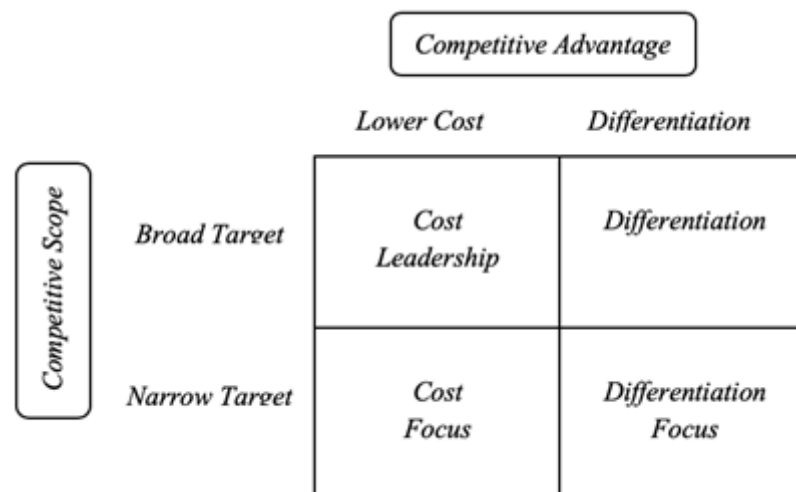 Competitive Advantage
Lower Cost
Differentiation
Competitive Scope
Broad Target
Cost
Leadership
Differentiation
Narrow Target
Cost
Focus
Differentiation
Focus